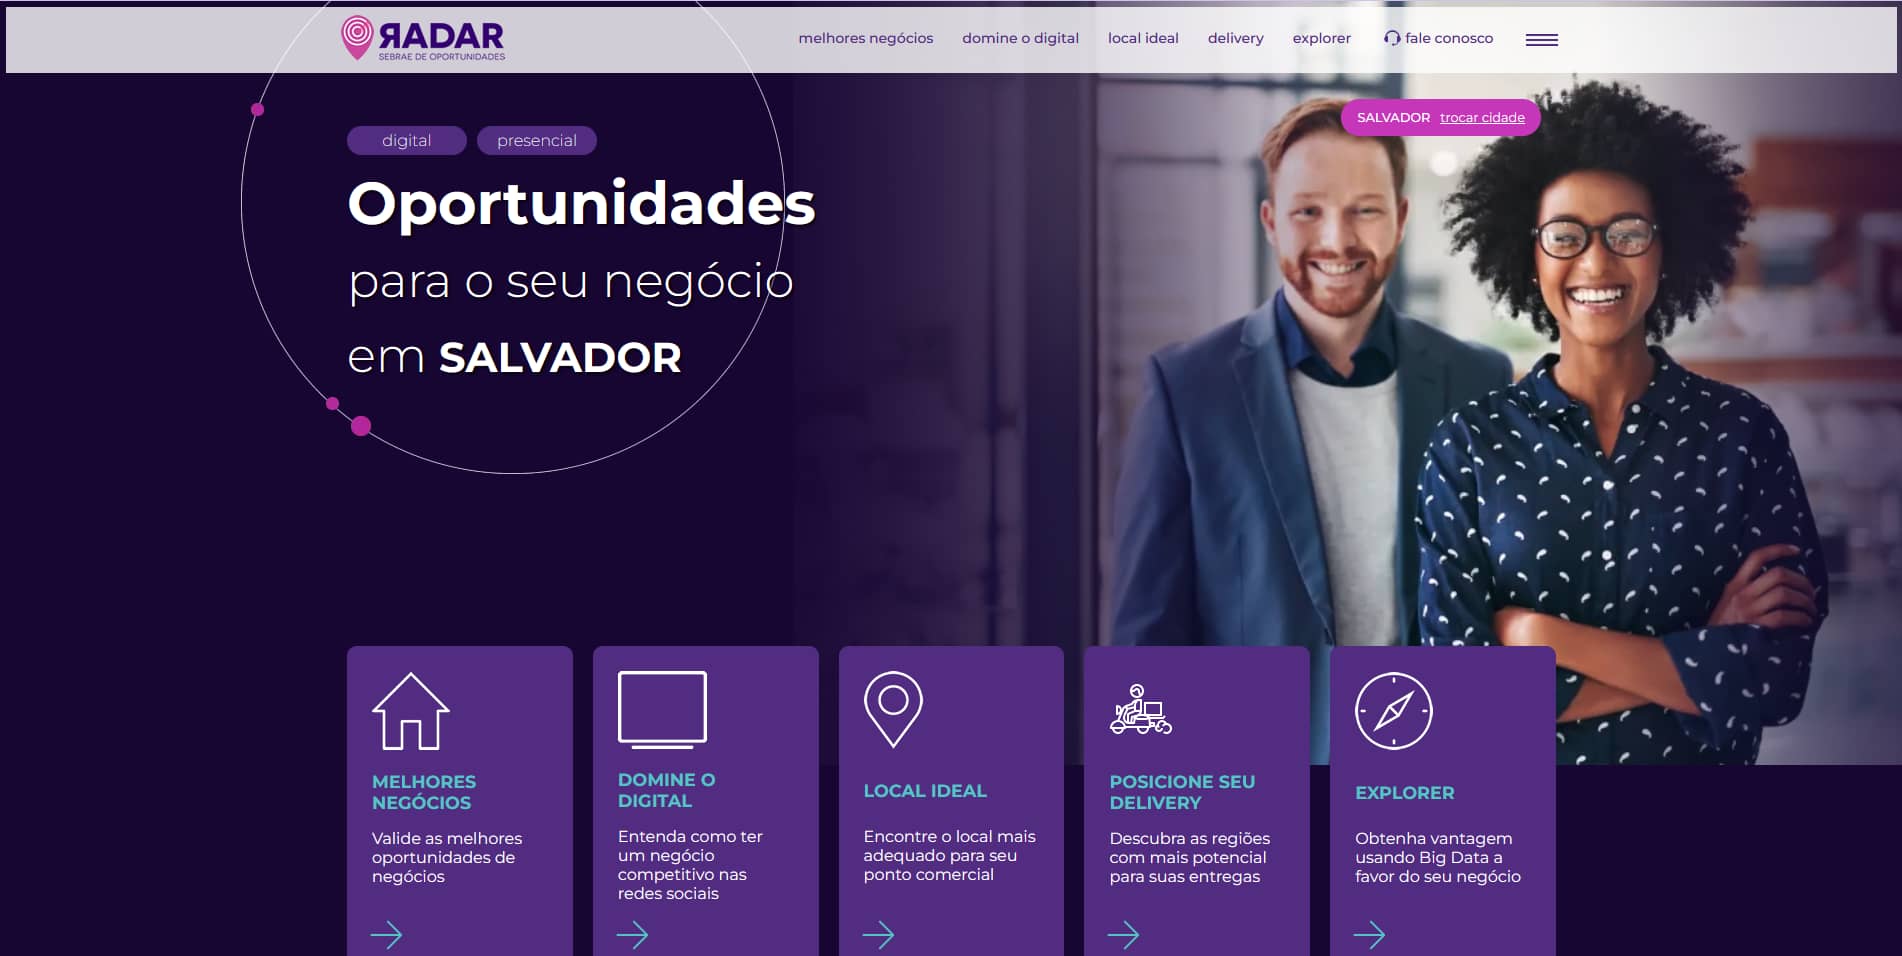 RADAR
SEBRAE DE OPORTUNIDADES
melhores negócios domine o digital local ideal delivery explorer fale conosco
SALVADOR trocar cidade
digital presencial
Oportunidades
para o seu negócio
em SALVADOR
MELHORES
NEGÓCIOS
Valide as melhores
oportunidades de
negócios
DOMINE O
DIGITAL
Entenda como ter
um negócio
competitivo nas
redes sociais
LOCAL IDEAL
Encontre o local mais
adequado para seu
ponto comercial
POSICIONE SEU
DELIVERY
Descubra as regiões
com mais potencial
para suas entregas
EXPLORER
Obtenha vantagem
usando Big Data a
favor do seu negócio